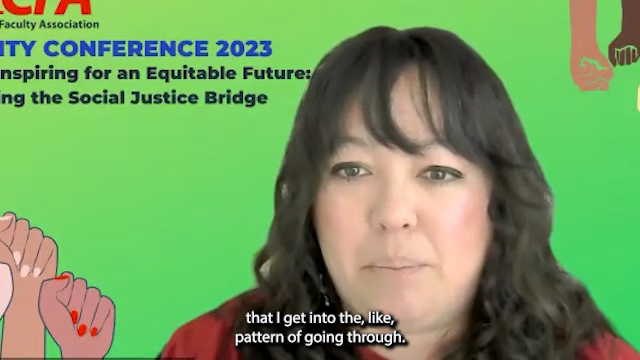 CFA
Faculty Association
ITY CONFERENCE 2023
nspiring for an Equitable Future:
ing the Social Justice Bridge
that I get into the, like,
pattern of going through.